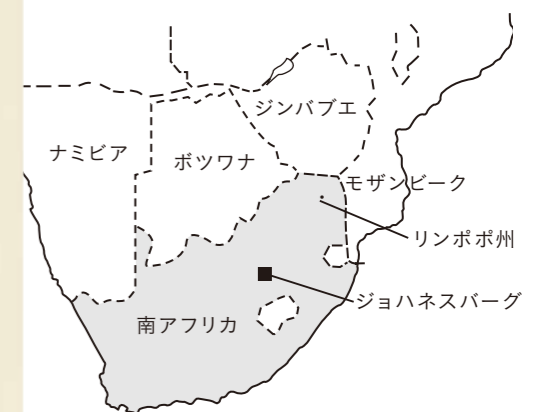 ジンバブエ
ナミビア
ボツワナ
モザンビーク
リンポポ州
ジョハネスバーグ
南アフリカ